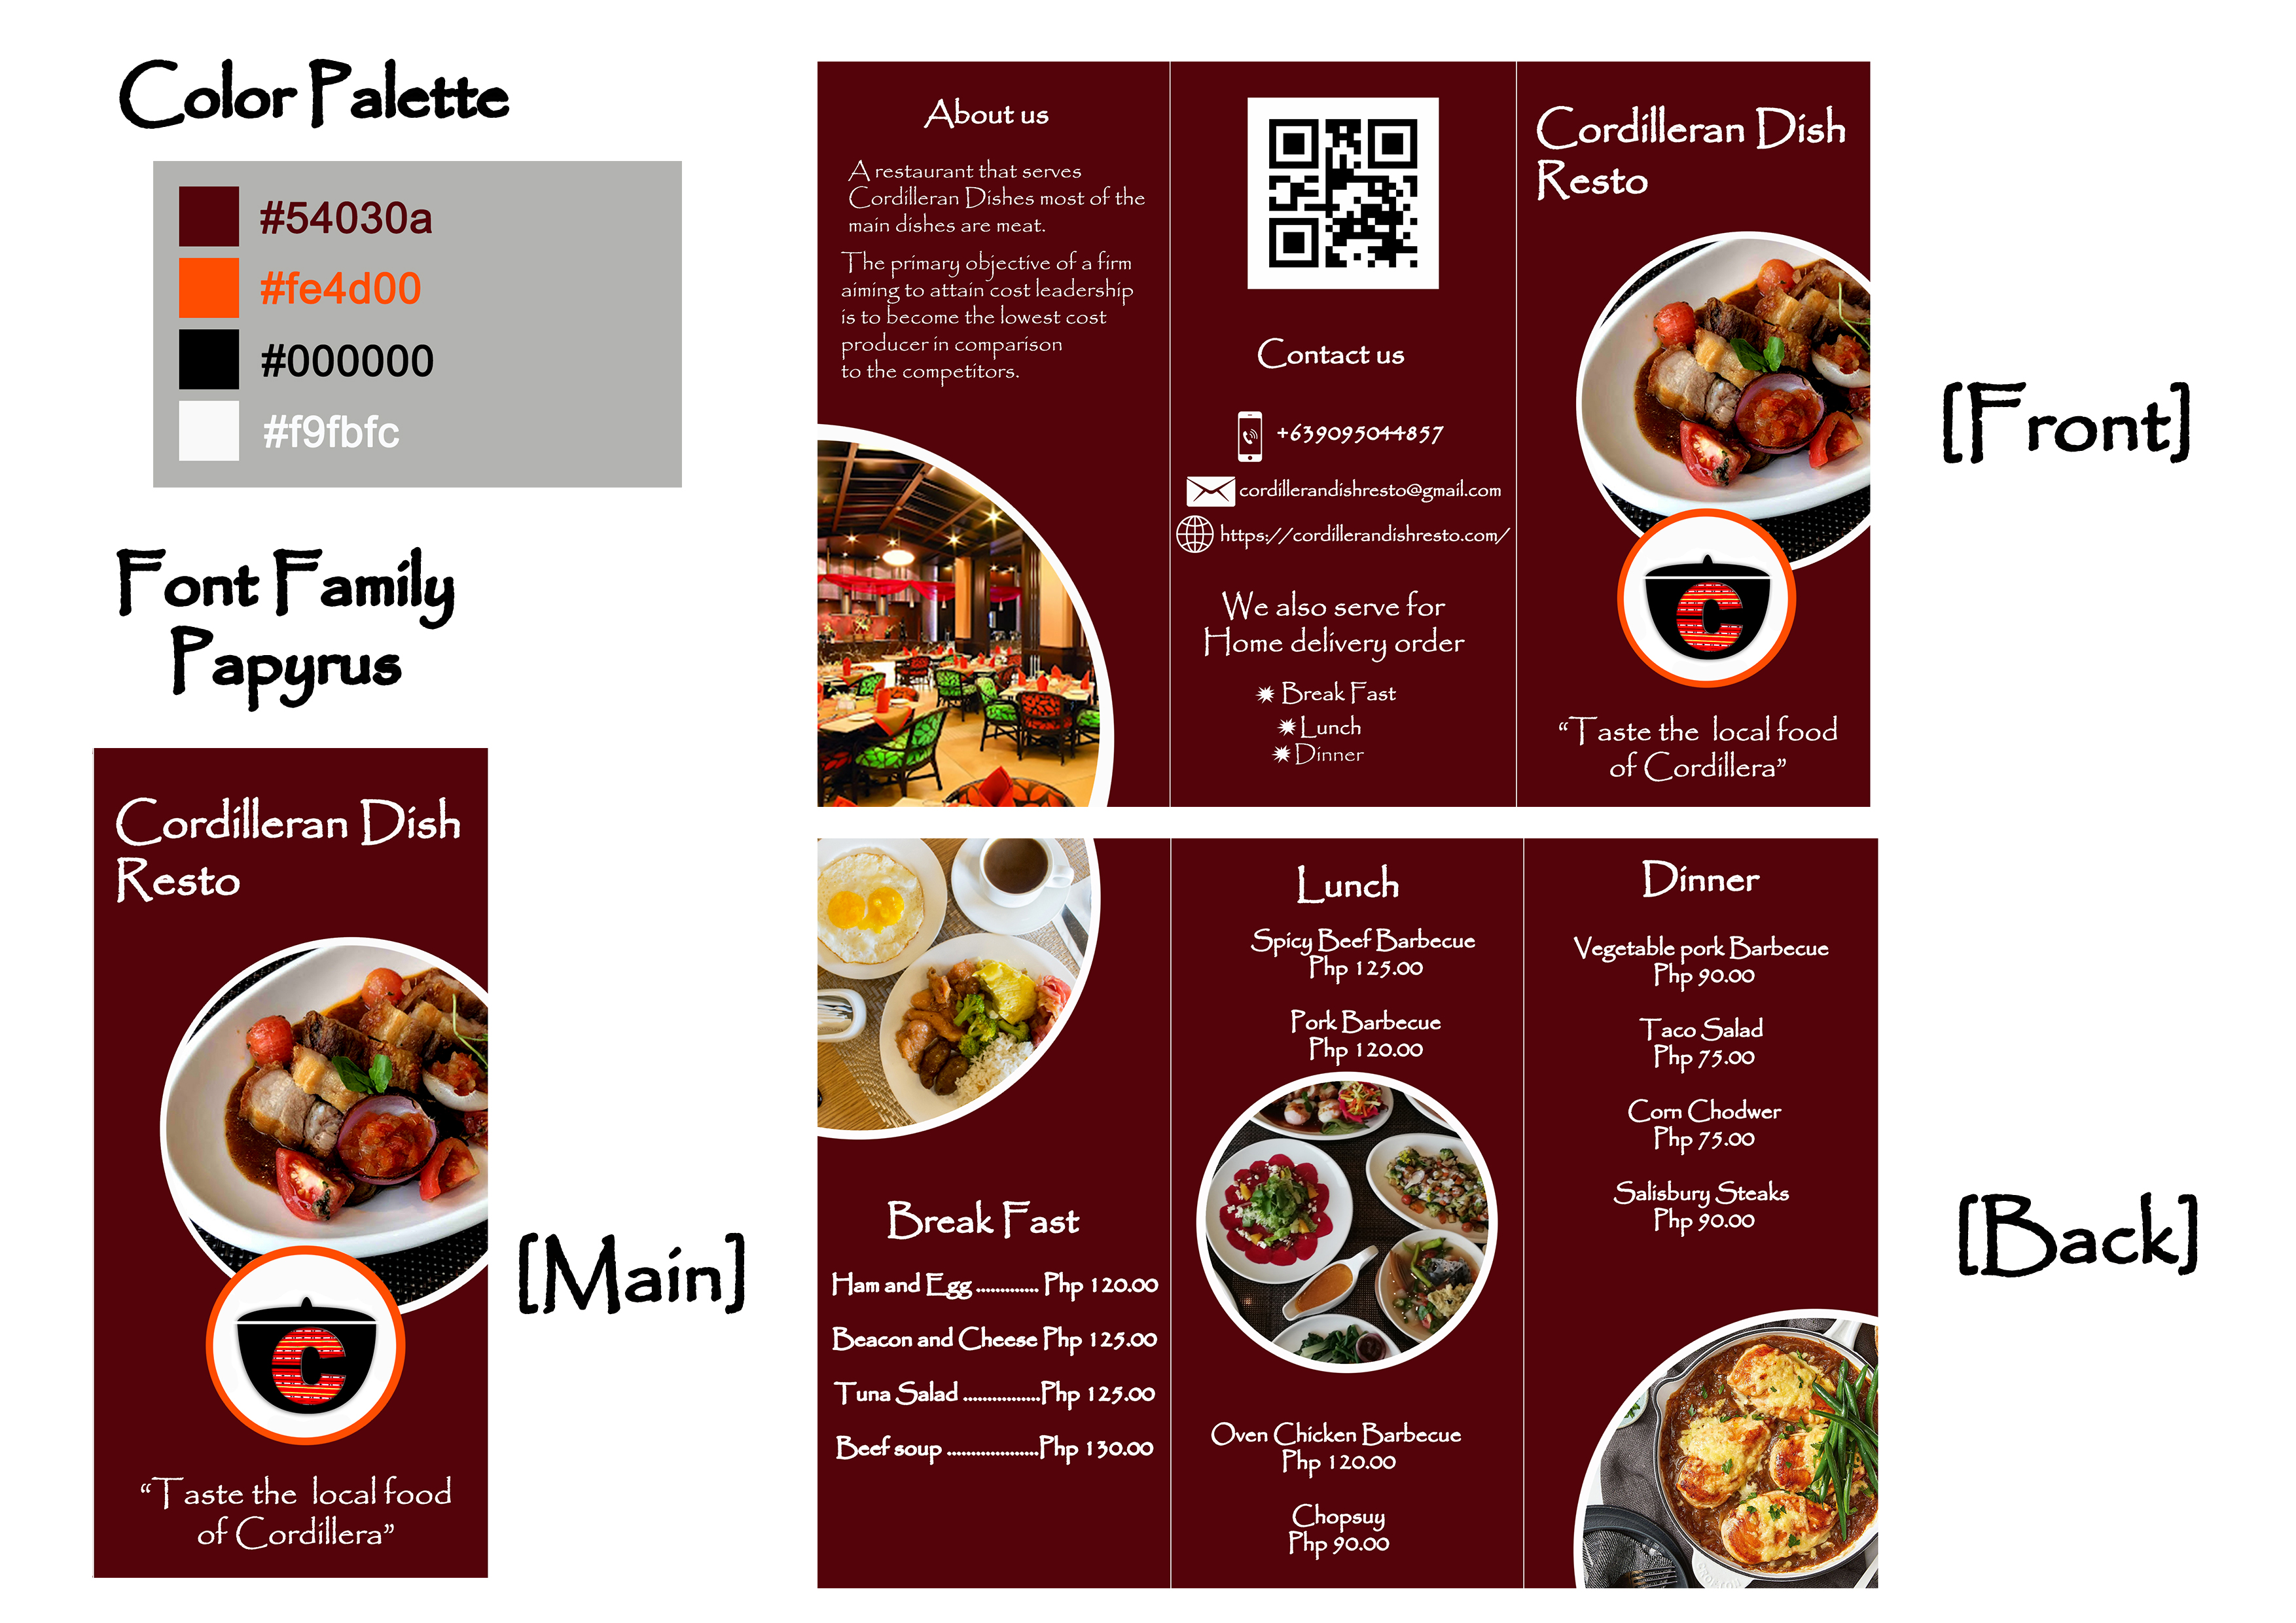 Color Palette
#54030a
#fe4d00
#000000
#f9fbfc
Font Family
Papyrus
Cordilleran Dish
Resto
C
“Taste the local food
of Cordillera”
[Main]
About us
A restaurant that serves
Cordilleran Dishes most of the
main dishes are meat.
The primary objective of a firm
aiming to attain cost leadership
is to become the lowest cost
producer in comparison
to the competitors.
Contact us
+639095044857
cordillerandishresto@gmail.com
https://cordillerandishresto.com/
We also serve for
Home delivery order
Break Fast
Lunch
Dinner
Cordilleran Dish
Resto
C
“Taste the local food
of Cordillera”
[Front]
Break Fast
Ham and Egg ............. Php 120.00
Beacon and Cheese Php 125.00
Tuna Salad ................Php 125.00
Beef soup ...................Php 130.00
Lunch
Spicy Beef Barbecue
Php 125.00
Pork Barbecue
Php 120.00
Oven Chicken Barbecue
Php 120.00
Chopsuy
Php 90.00
Dinner
Vegetable pork Barbecue
Php 90.00
Taco Salad
Php 75.00
Corn Chodwer
Php 75.00
Salisbury Steaks
Php 90.00
[Back]